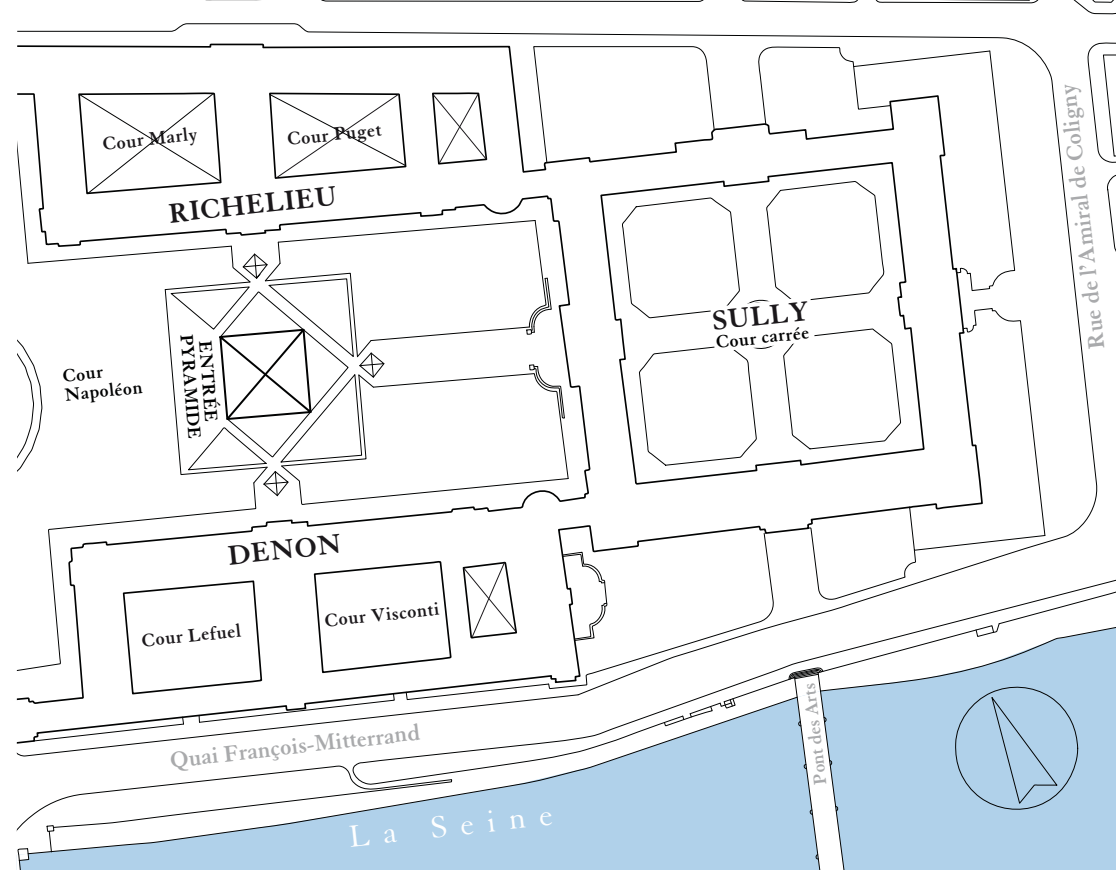 Cour Marly
Cour Puget
RICHELIEU
Rue de l'Amiral de Coligny
SULLY
Cour carrée
ENTRÉE
PYRAMIDE
Cour
Napoléon
DENON
Cour Lefuel
Cour Visconti
Quai François-Mitterrand
Pont des Arts
La Seine